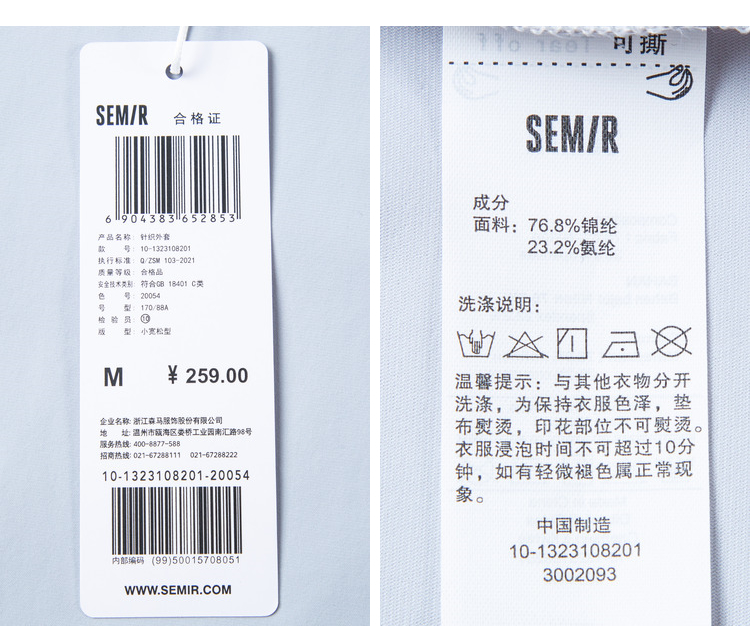 SEMIR 合格证
6 904383 652853
产品名称: 针织外套
款 号: 10-1323108201
执行标准: Q/ZSM 103-2021
质量等级: 合格品
安全技术类别: 符合GB 18401 C类
色 号: 20054
号 型: 170/88A
检 验 员: ⑩
版 型: 小宽松型
M ¥ 259.00
企业名称: 浙江森马服饰股份有限公司
地 址: 温州市瓯海区娄桥工业园南汇路98号
服务热线: 400-8877-588
招商热线: 021-67288111 021-67288222
10-1323108201-20054
内部编码 (99)50015708051
WWW.SEMIR.COM
可撕
SEMIR
成分
面料: 76.8%锦纶
23.2%氨纶
洗涤说明:
温馨提示: 与其他衣物分开
洗涤, 为保持衣服色泽, 垫
布熨烫, 印花部位不可熨烫。
衣服浸泡时间不可超过10分
钟, 如有轻微褪色属正常现
象。
中国制造
10-1323108201
3002093